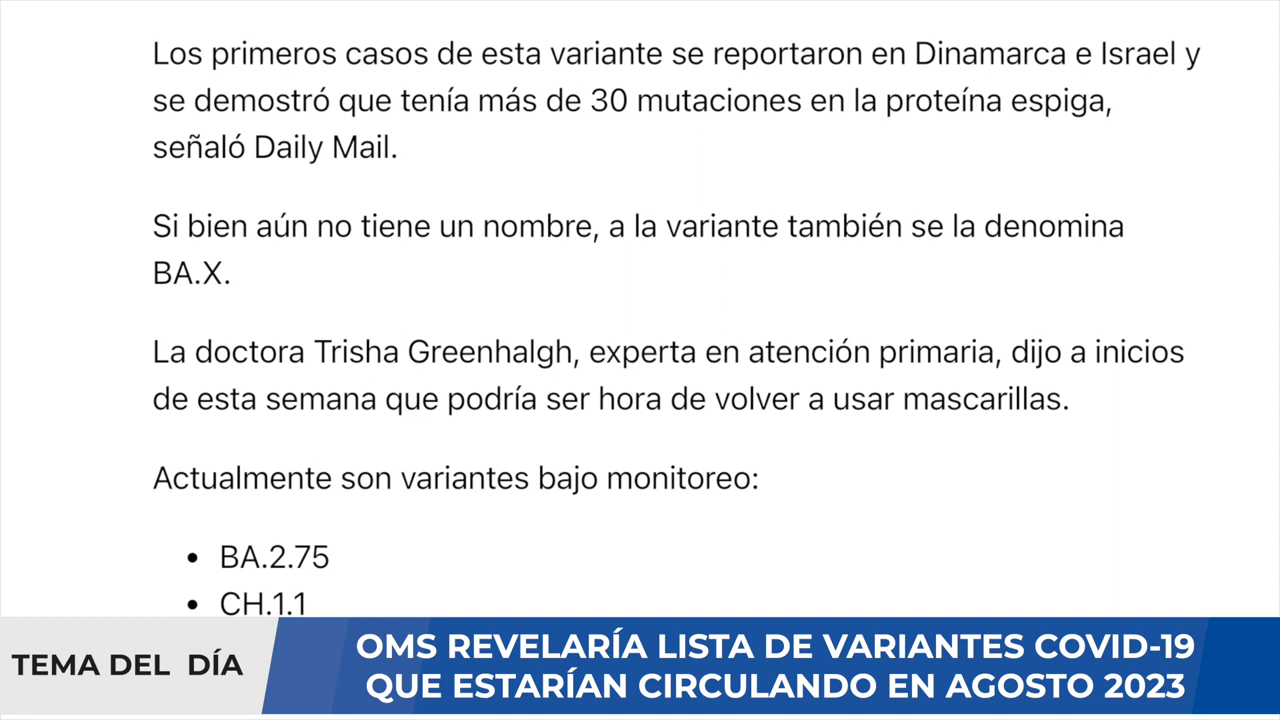 Los primeros casos de esta variante se reportaron en Dinamarca e Israel y
se demostró que tenía más de 30 mutaciones en la proteína espiga,
señaló Daily Mail.
Si bien aún no tiene un nombre, a la variante también se la denomina
BA.X.
La doctora Trisha Greenhalgh, experta en atención primaria, dijo a inicios
de esta semana que podría ser hora de volver a usar mascarillas.
Actualmente son variantes bajo monitoreo:
• BA.2.75
• CH.1.1
TEMA DEL DÍA
OMS REVELARÍA LISTA DE VARIANTES COVID-19
QUE ESTARÍAN CIRCULANDO EN AGOSTO 2023